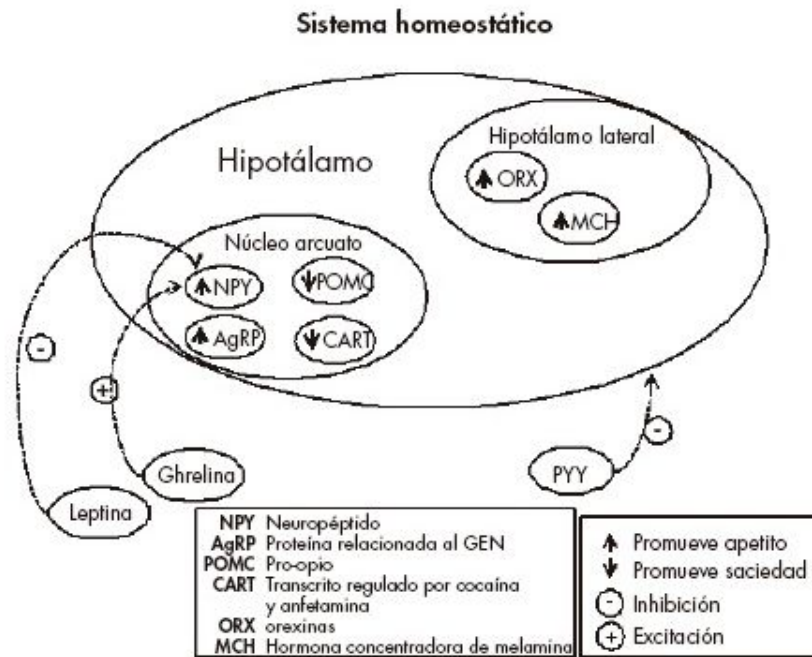 Sistema homeostático
Hipotálamo lateral
Hipotálamo
ORX
MCH
Núcleo arcuato
NPY
POMC
AgRP
CART
-
+
-
Ghrelina
PYY
Leptina
NPY Neuropéptido
AgRP Proteína relacionada al GEN
POMC Pro-opio
CART Transcrito regulado por cocaína
y anfetamina
ORX orexinas
MCH Hormona concentradora de melamina
Promueve apetito
Promueve saciedad
- Inhibición
+ Excitación